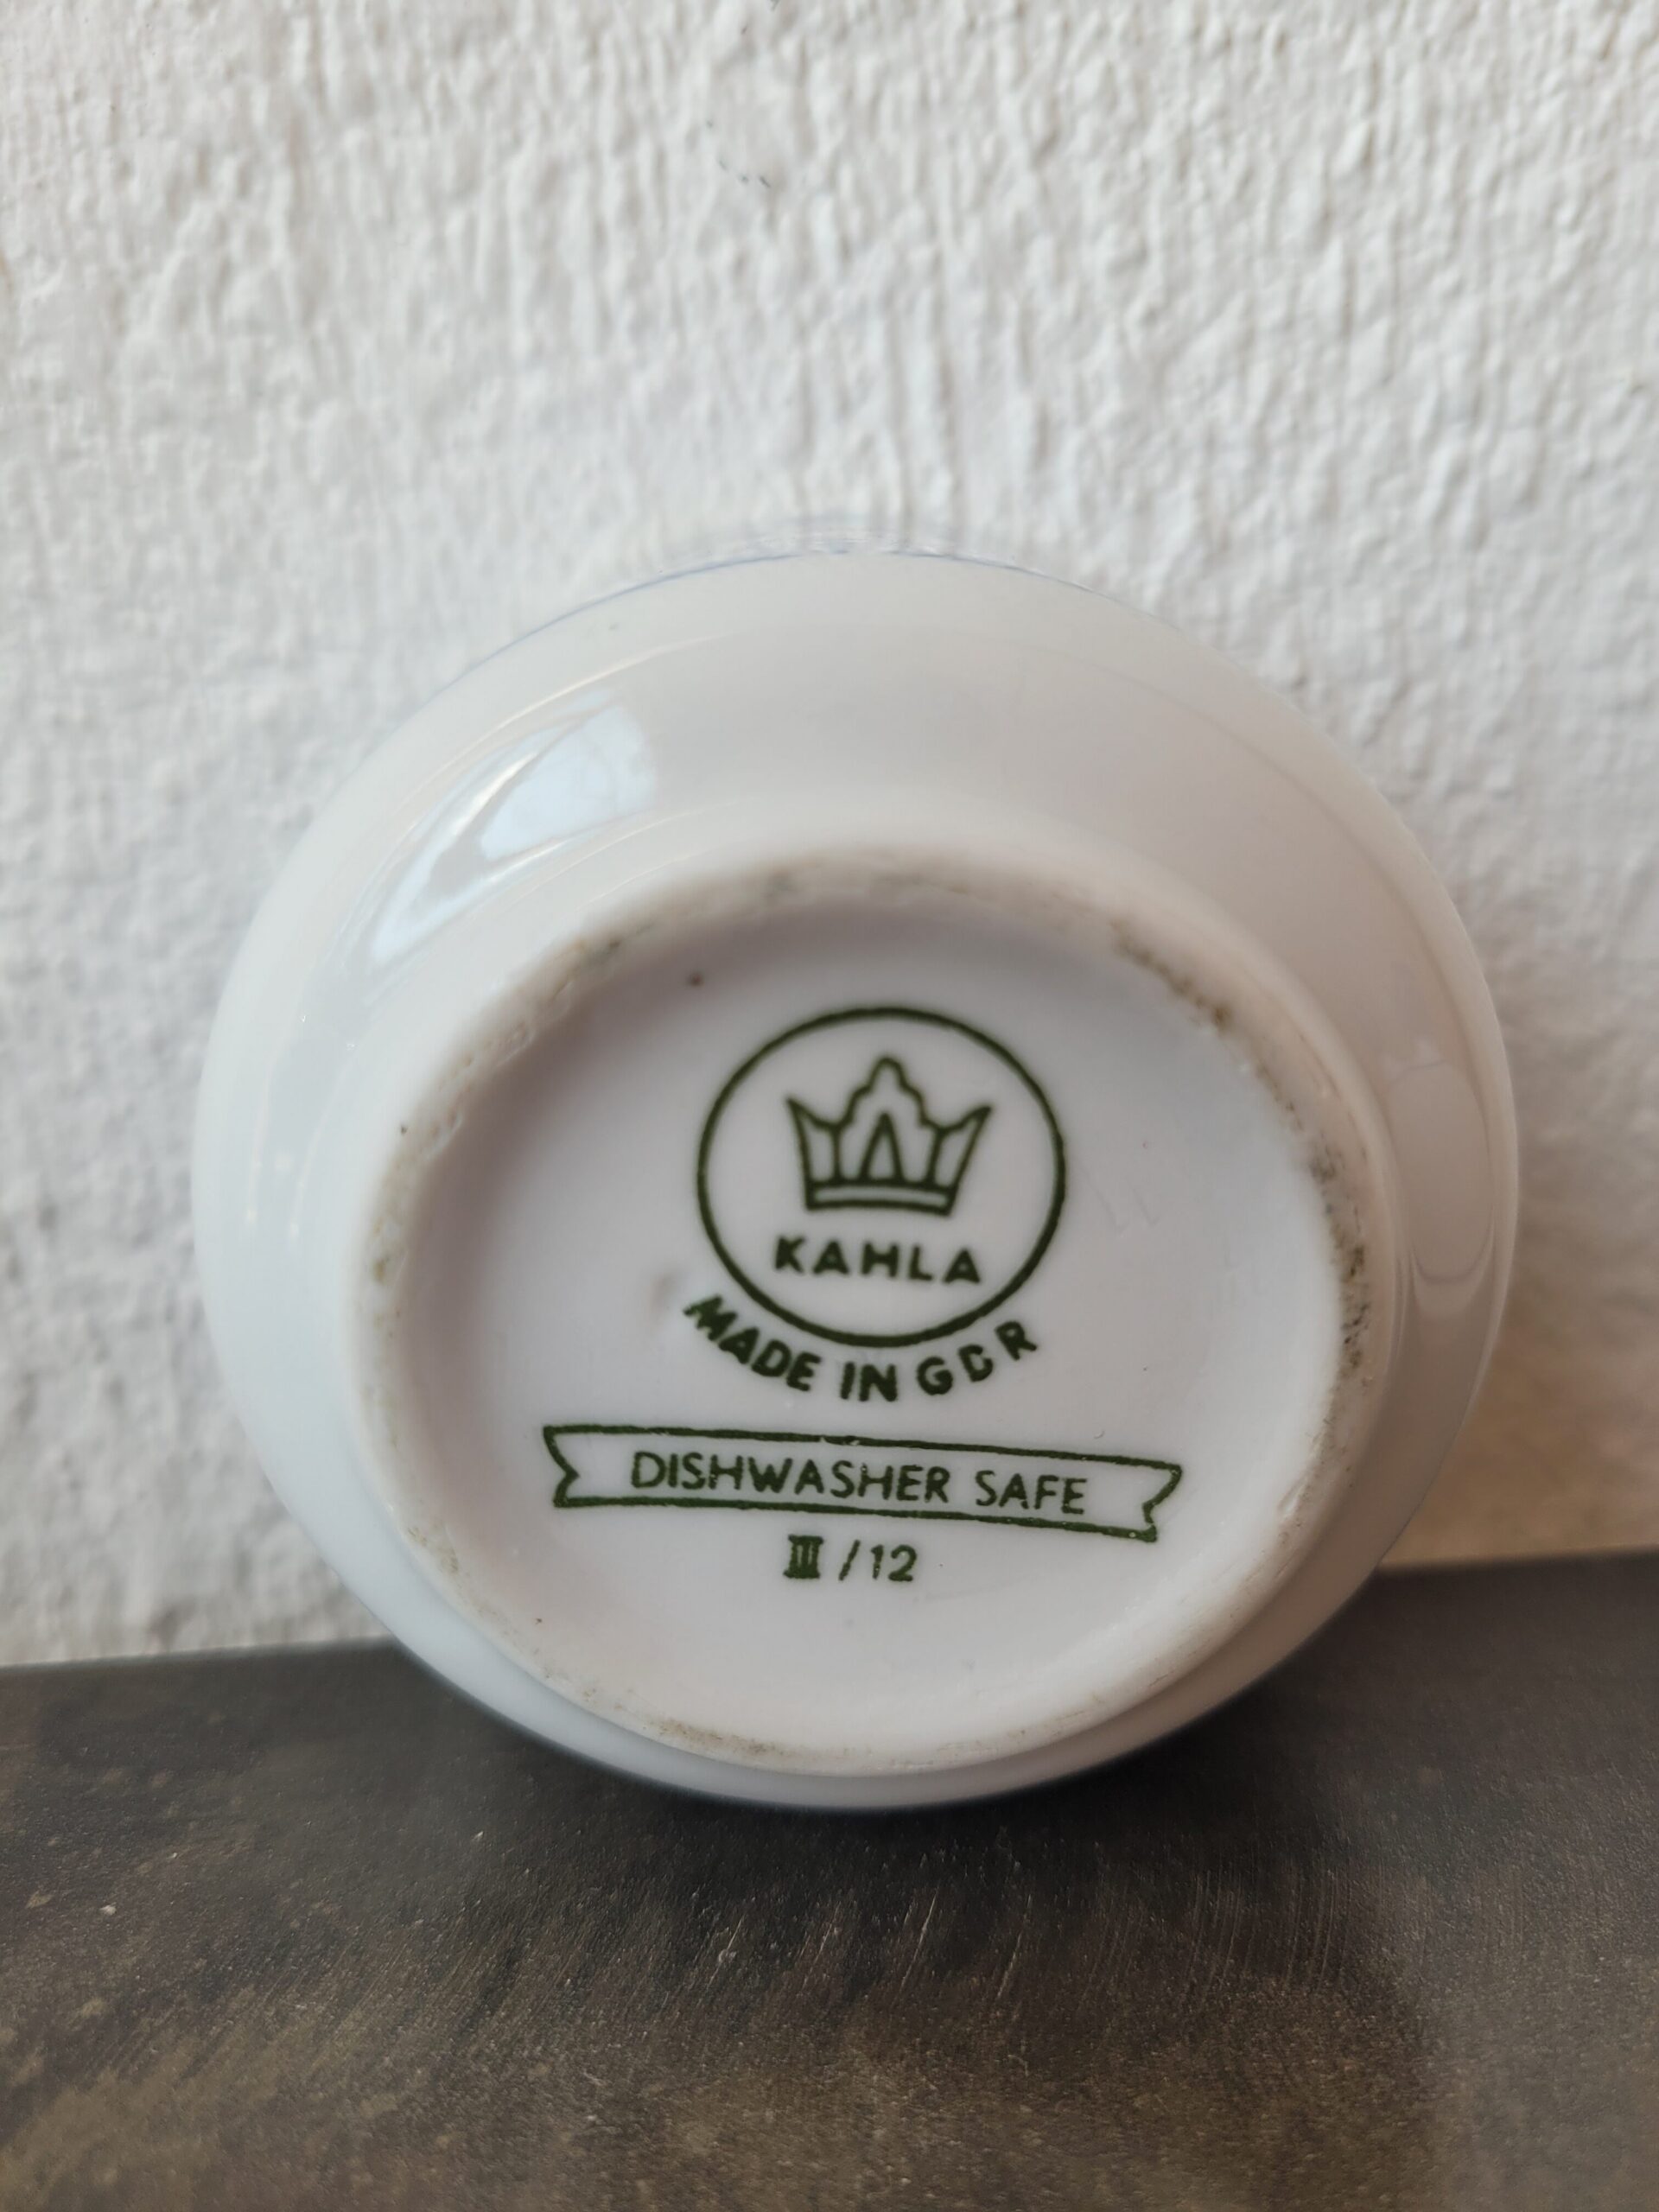 KAHLA
MADE IN GDR
DISHWASHER SAFE
III / 12